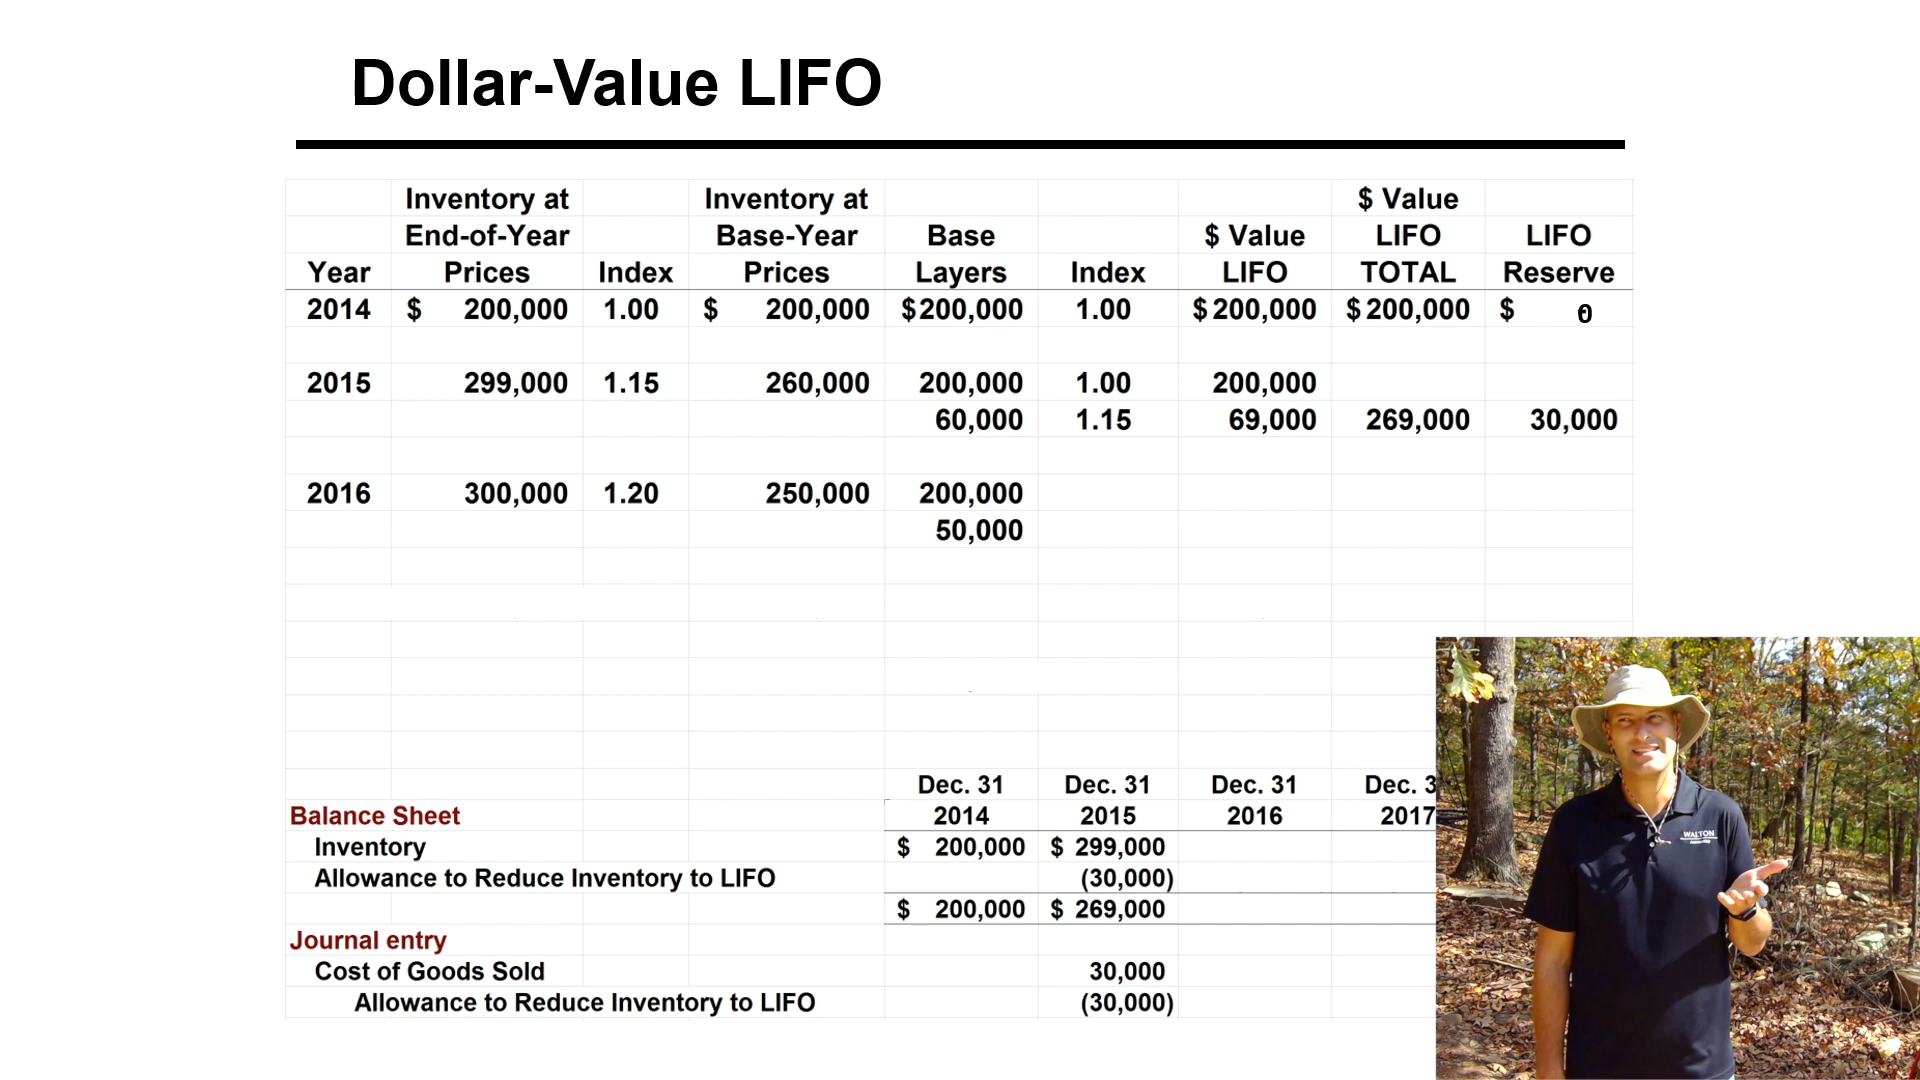 Dollar-Value LIFO
Inventory at Inventory at $ Value
End-of-Year Base-Year Base $ Value LIFO LIFO
Year Prices Index Prices Layers Index LIFO TOTAL Reserve
2014 $ 200,000 1.00 $ 200,000 $200,000 1.00 $200,000 $200,000 $ 0
2015 299,000 1.15 260,000 200,000 1.00 200,000
60,000 1.15 69,000 269,000 30,000
2016 300,000 1.20 250,000 200,000
50,000
Dec. 31 Dec. 31 Dec. 31 Dec. 3
Balance Sheet 2014 2015 2016 2017
Inventory $ 200,000 $ 299,000
Allowance to Reduce Inventory to LIFO (30,000)
$ 200,000 $ 269,000
Journal entry
Cost of Goods Sold 30,000
Allowance to Reduce Inventory to LIFO (30,000)
WALTON